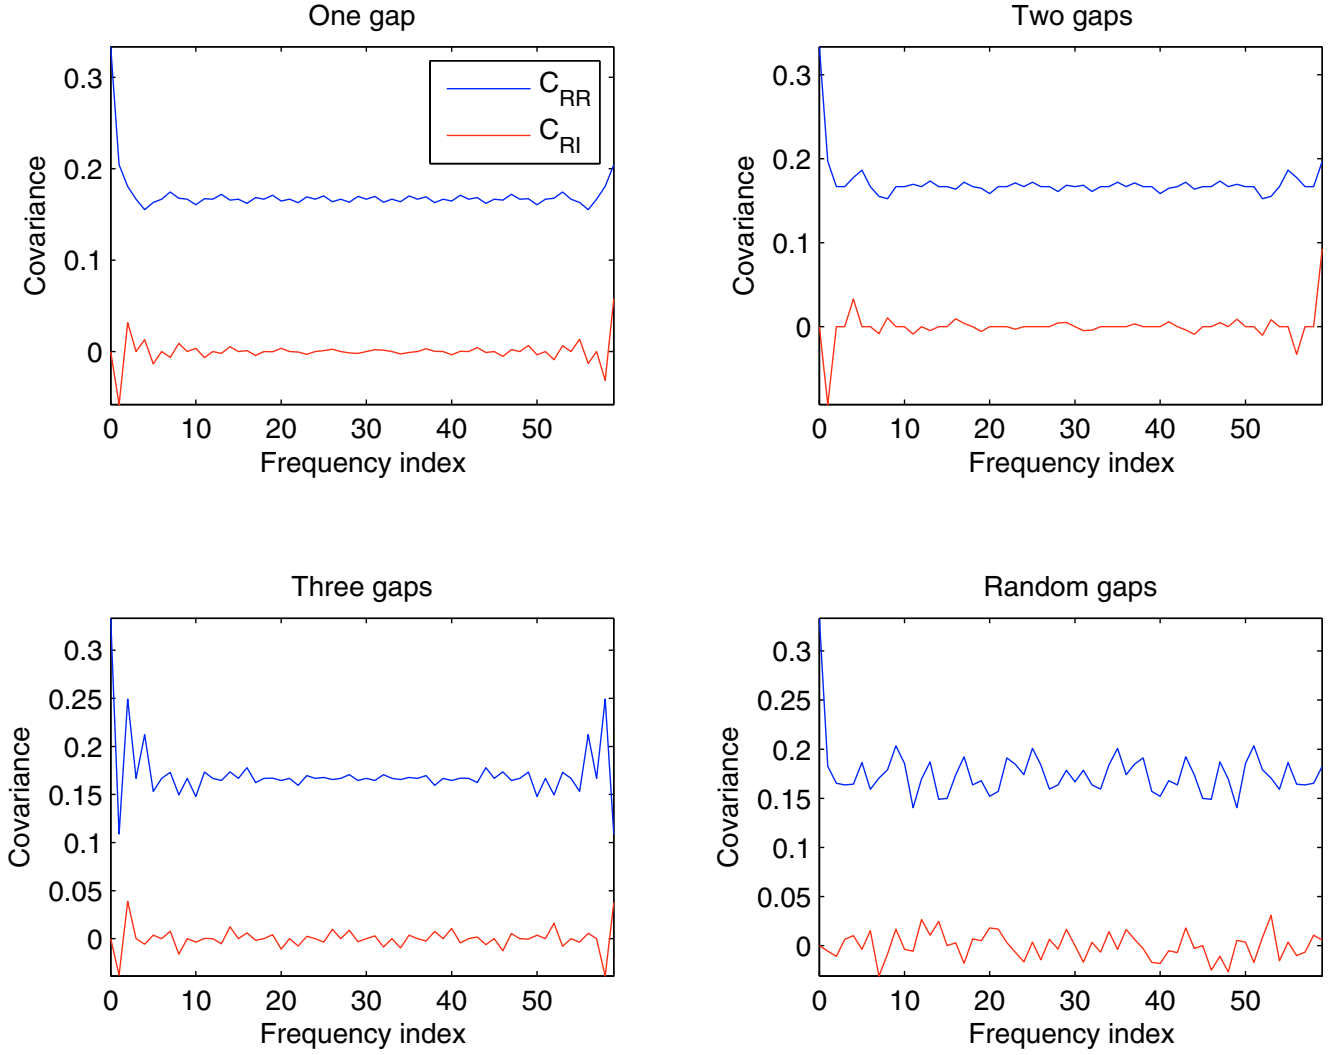 One gap
0.3
0.2
0.1
0
Covariance
C_RR
C_RI
0 10 20 30 40 50
Frequency index
Two gaps
0.3
0.2
0.1
0
Covariance
0 10 20 30 40 50
Frequency index
Three gaps
0.3
0.25
0.2
0.15
0.1
0.05
0
Covariance
0 10 20 30 40 50
Frequency index
Random gaps
0.3
0.25
0.2
0.15
0.1
0.05
0
Covariance
0 10 20 30 40 50
Frequency index